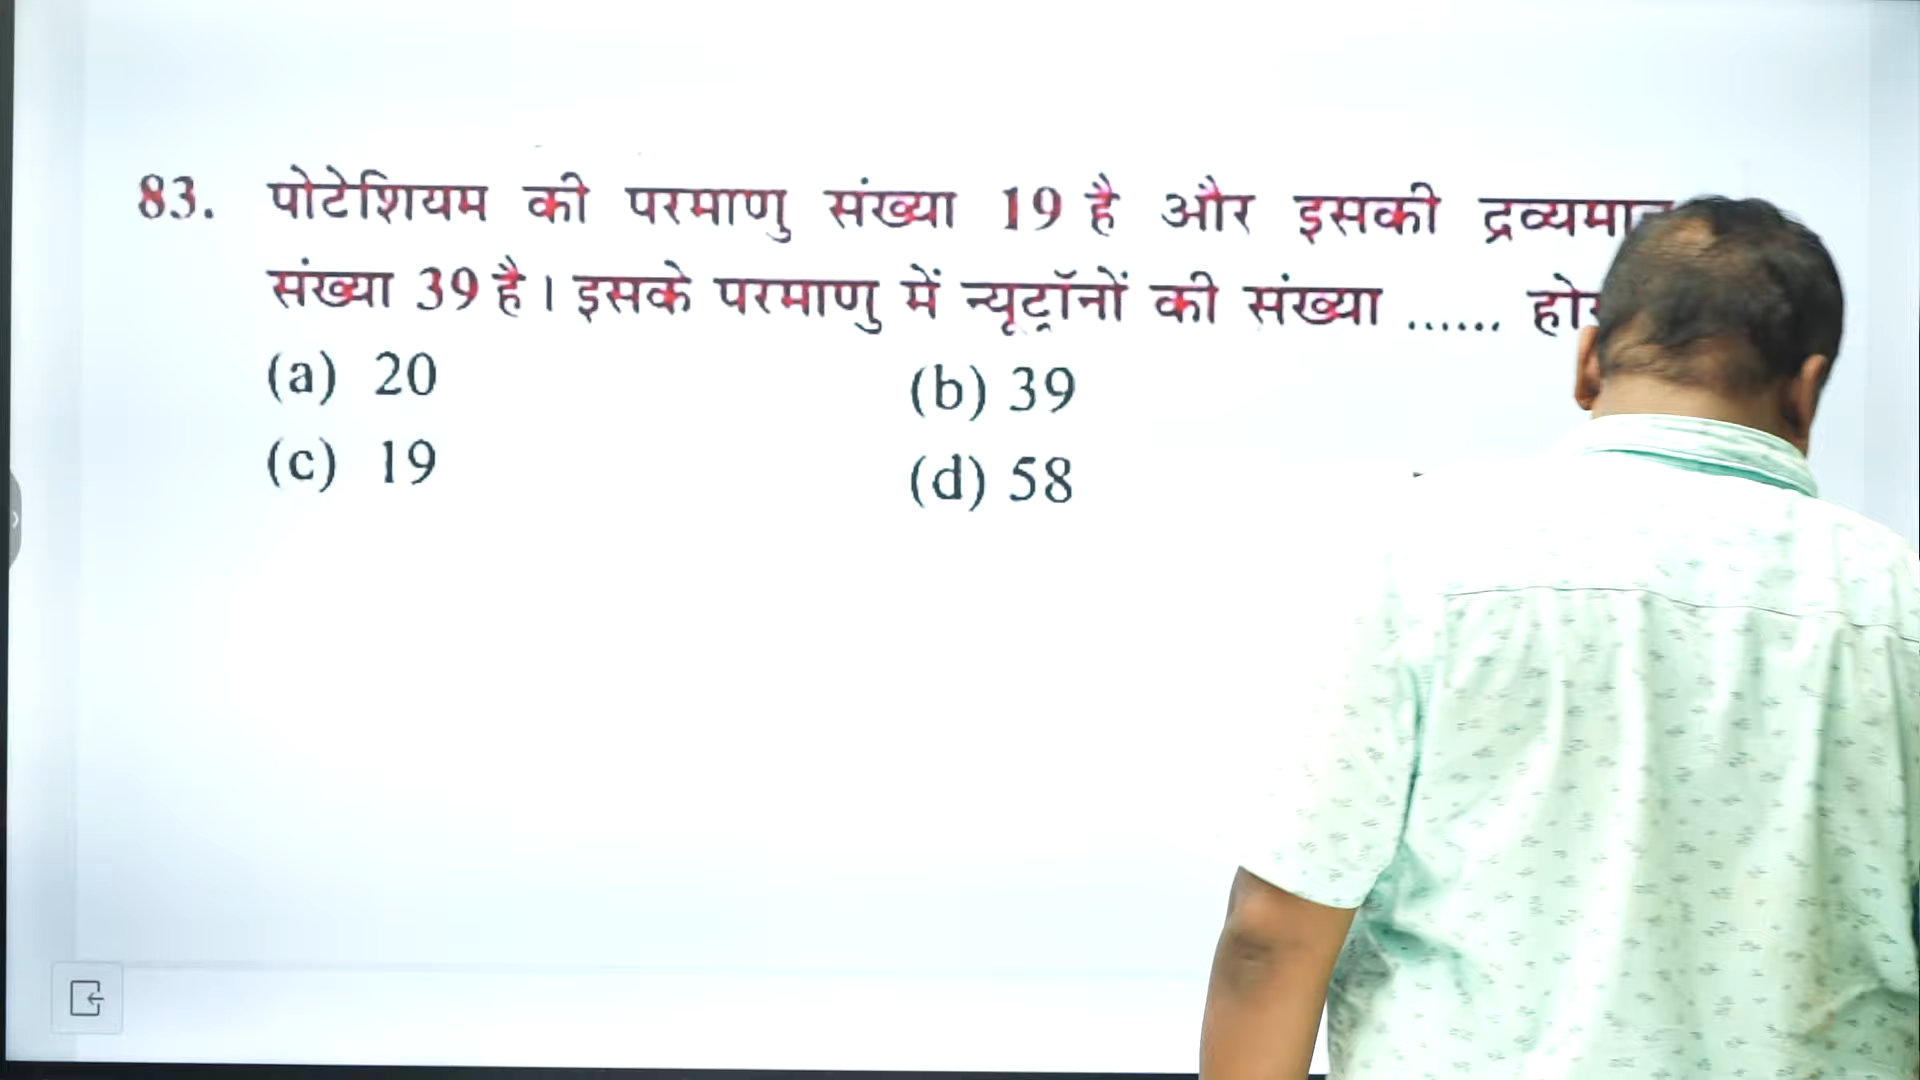 83. पोटेशियम की परमाणु संख्या 19 है और इसकी
संख्या 39 है। इसके परमाणु में न्यूट्रॉनों की संख्या ......
(a) 20 (b) 39
(c) 19 (d) 58